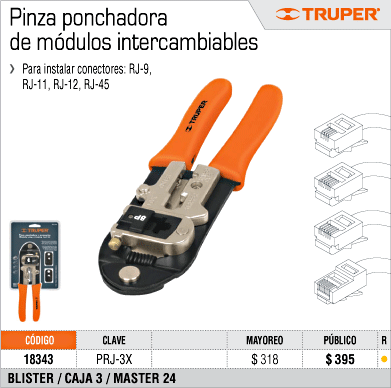 Pinza ponchadora
de módulos intercambiables
TRUPER®
Para instalar conectores: RJ-9,
RJ-11, RJ-12, RJ-45
TRUPER
8P
TRUPER
CÓDIGO CLAVE MAYOREO PÚBLICO R
18343 PRJ-3X $ 318 $ 395
BLISTER / CAJA 3 / MASTER 24